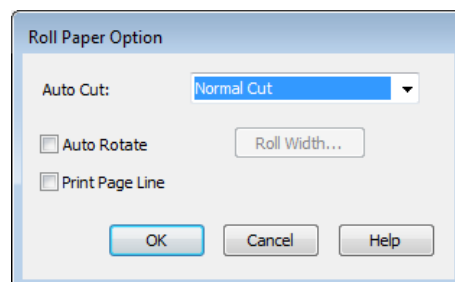 Roll Paper Option
Auto Cut: Normal Cut
Auto Rotate Roll Width...
Print Page Line
OK Cancel Help